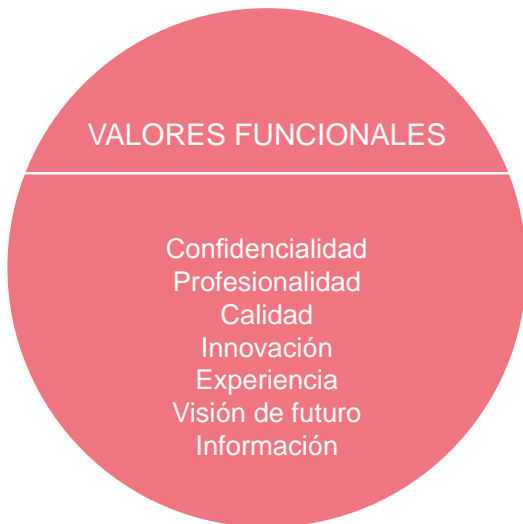 VALORES FUNCIONALES
Confidencialidad
Profesionalidad
Calidad
Innovación
Experiencia
Visión de futuro
Información